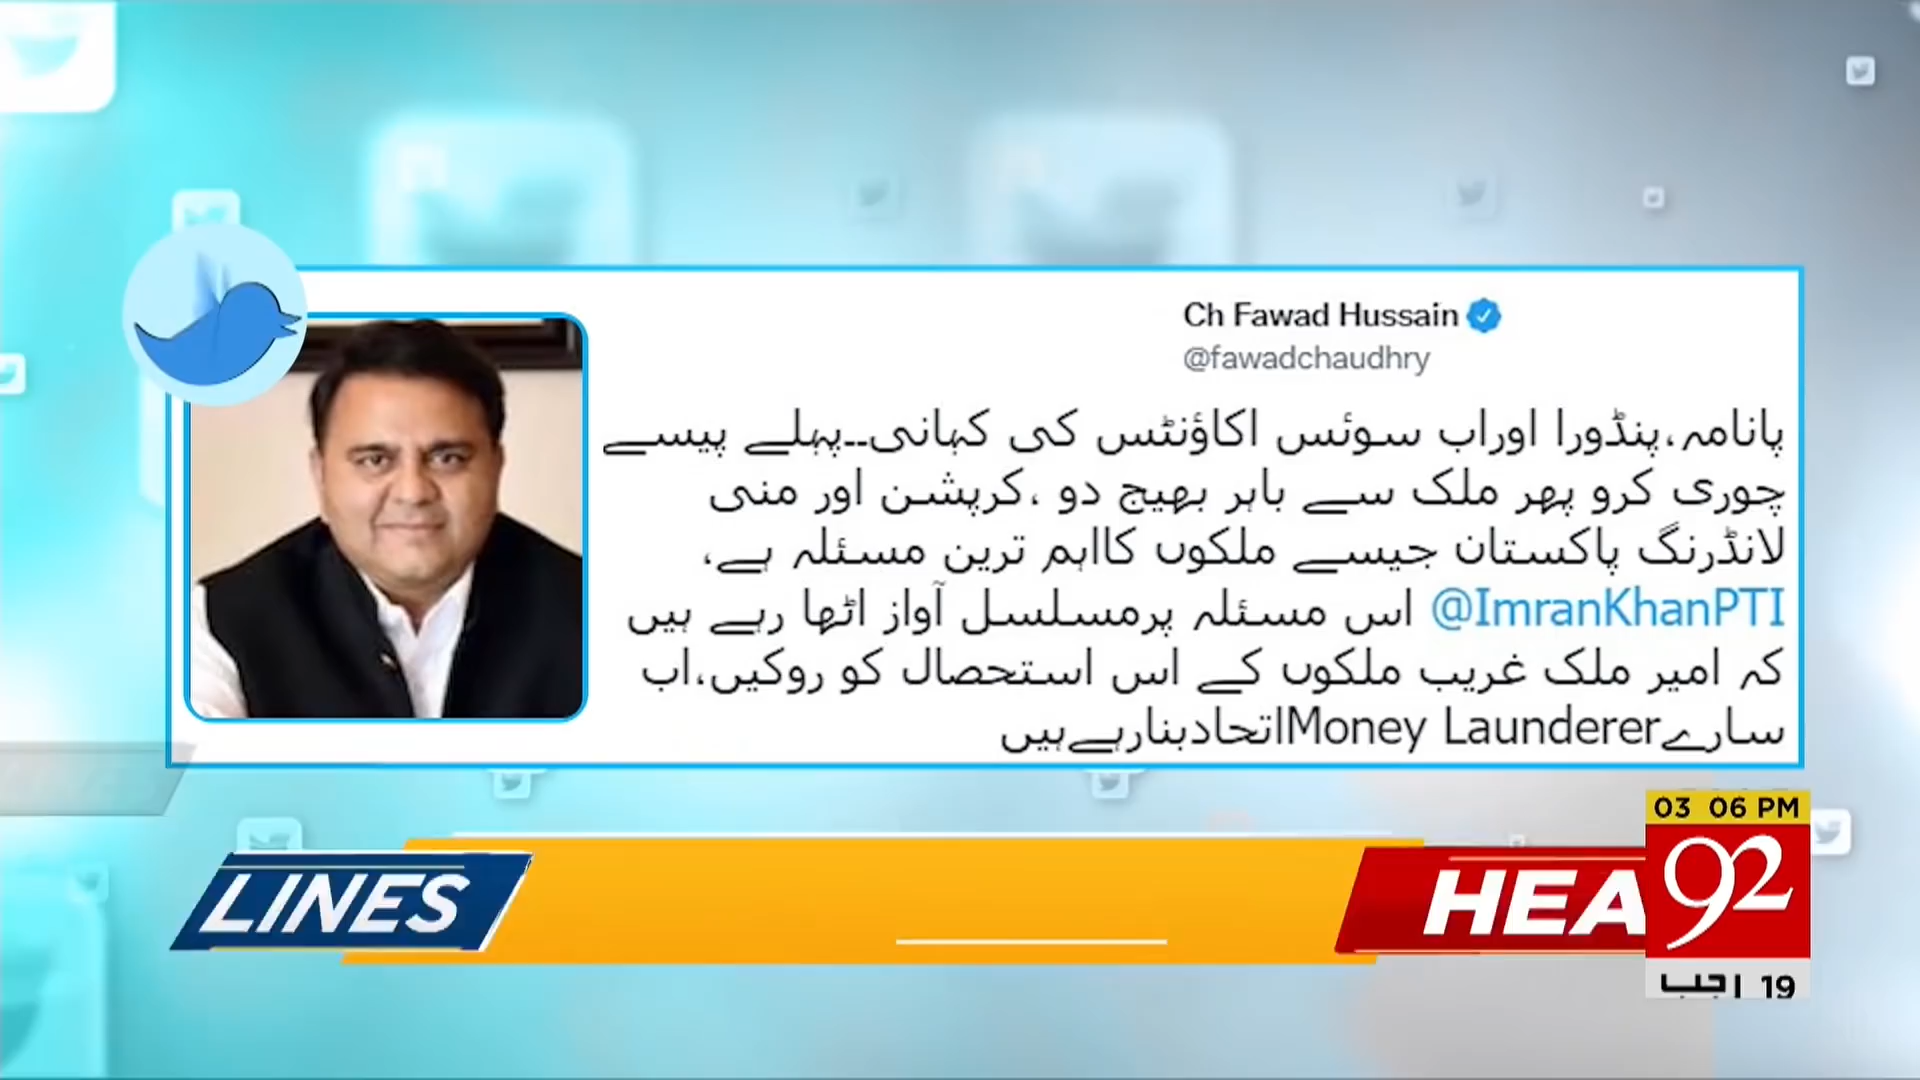 Ch Fawad Hussain
@fawadchaudhry
پانامہ،پنڈورا اوراب سوئس اکاؤنٹس کی کہانی۔۔پہلے پیسے
چوری کرو پھر ملک سے باہر بھیج دو ،کرپشن اور منی
لانڈرنگ پاکستان جیسے ملکوں کااہم ترین مسئلہ ہے،
@ImranKhanPTI اس مسئلہ پرمسلسل آواز اٹھا رہے ہیں
کہ امیر ملک غریب ملکوں کے اس استحصال کو روکیں،اب
سارےMoney Laundererاتحادبنارہےہیں
03 06 PM
LINES
HEA
92
19 رجب